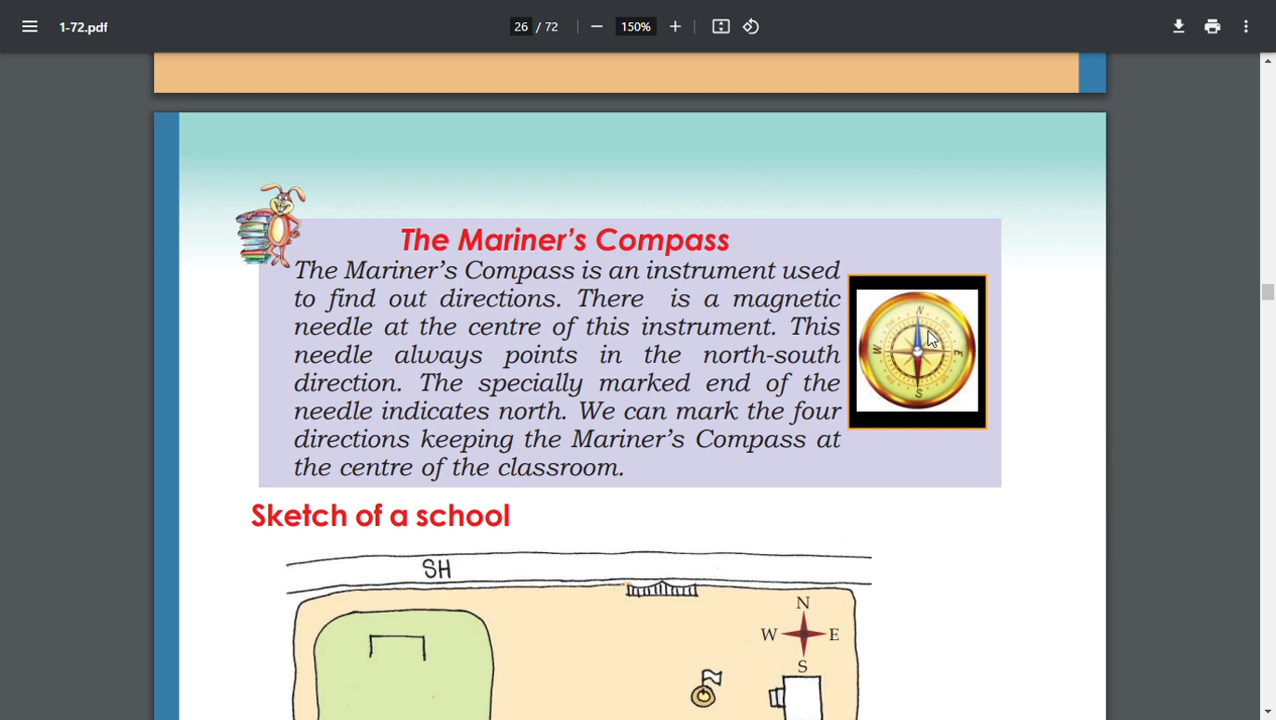 1-72.pdf
26 / 72
150%
The Mariner's Compass
The Mariner's Compass is an instrument used
to find out directions. There is a magnetic
needle at the centre of this instrument. This
needle always points in the north-south
direction. The specially marked end of the
needle indicates north. We can mark the four
directions keeping the Mariner's Compass at
the centre of the classroom.
N
W
E
S
Sketch of a school
SH
N
W E
S